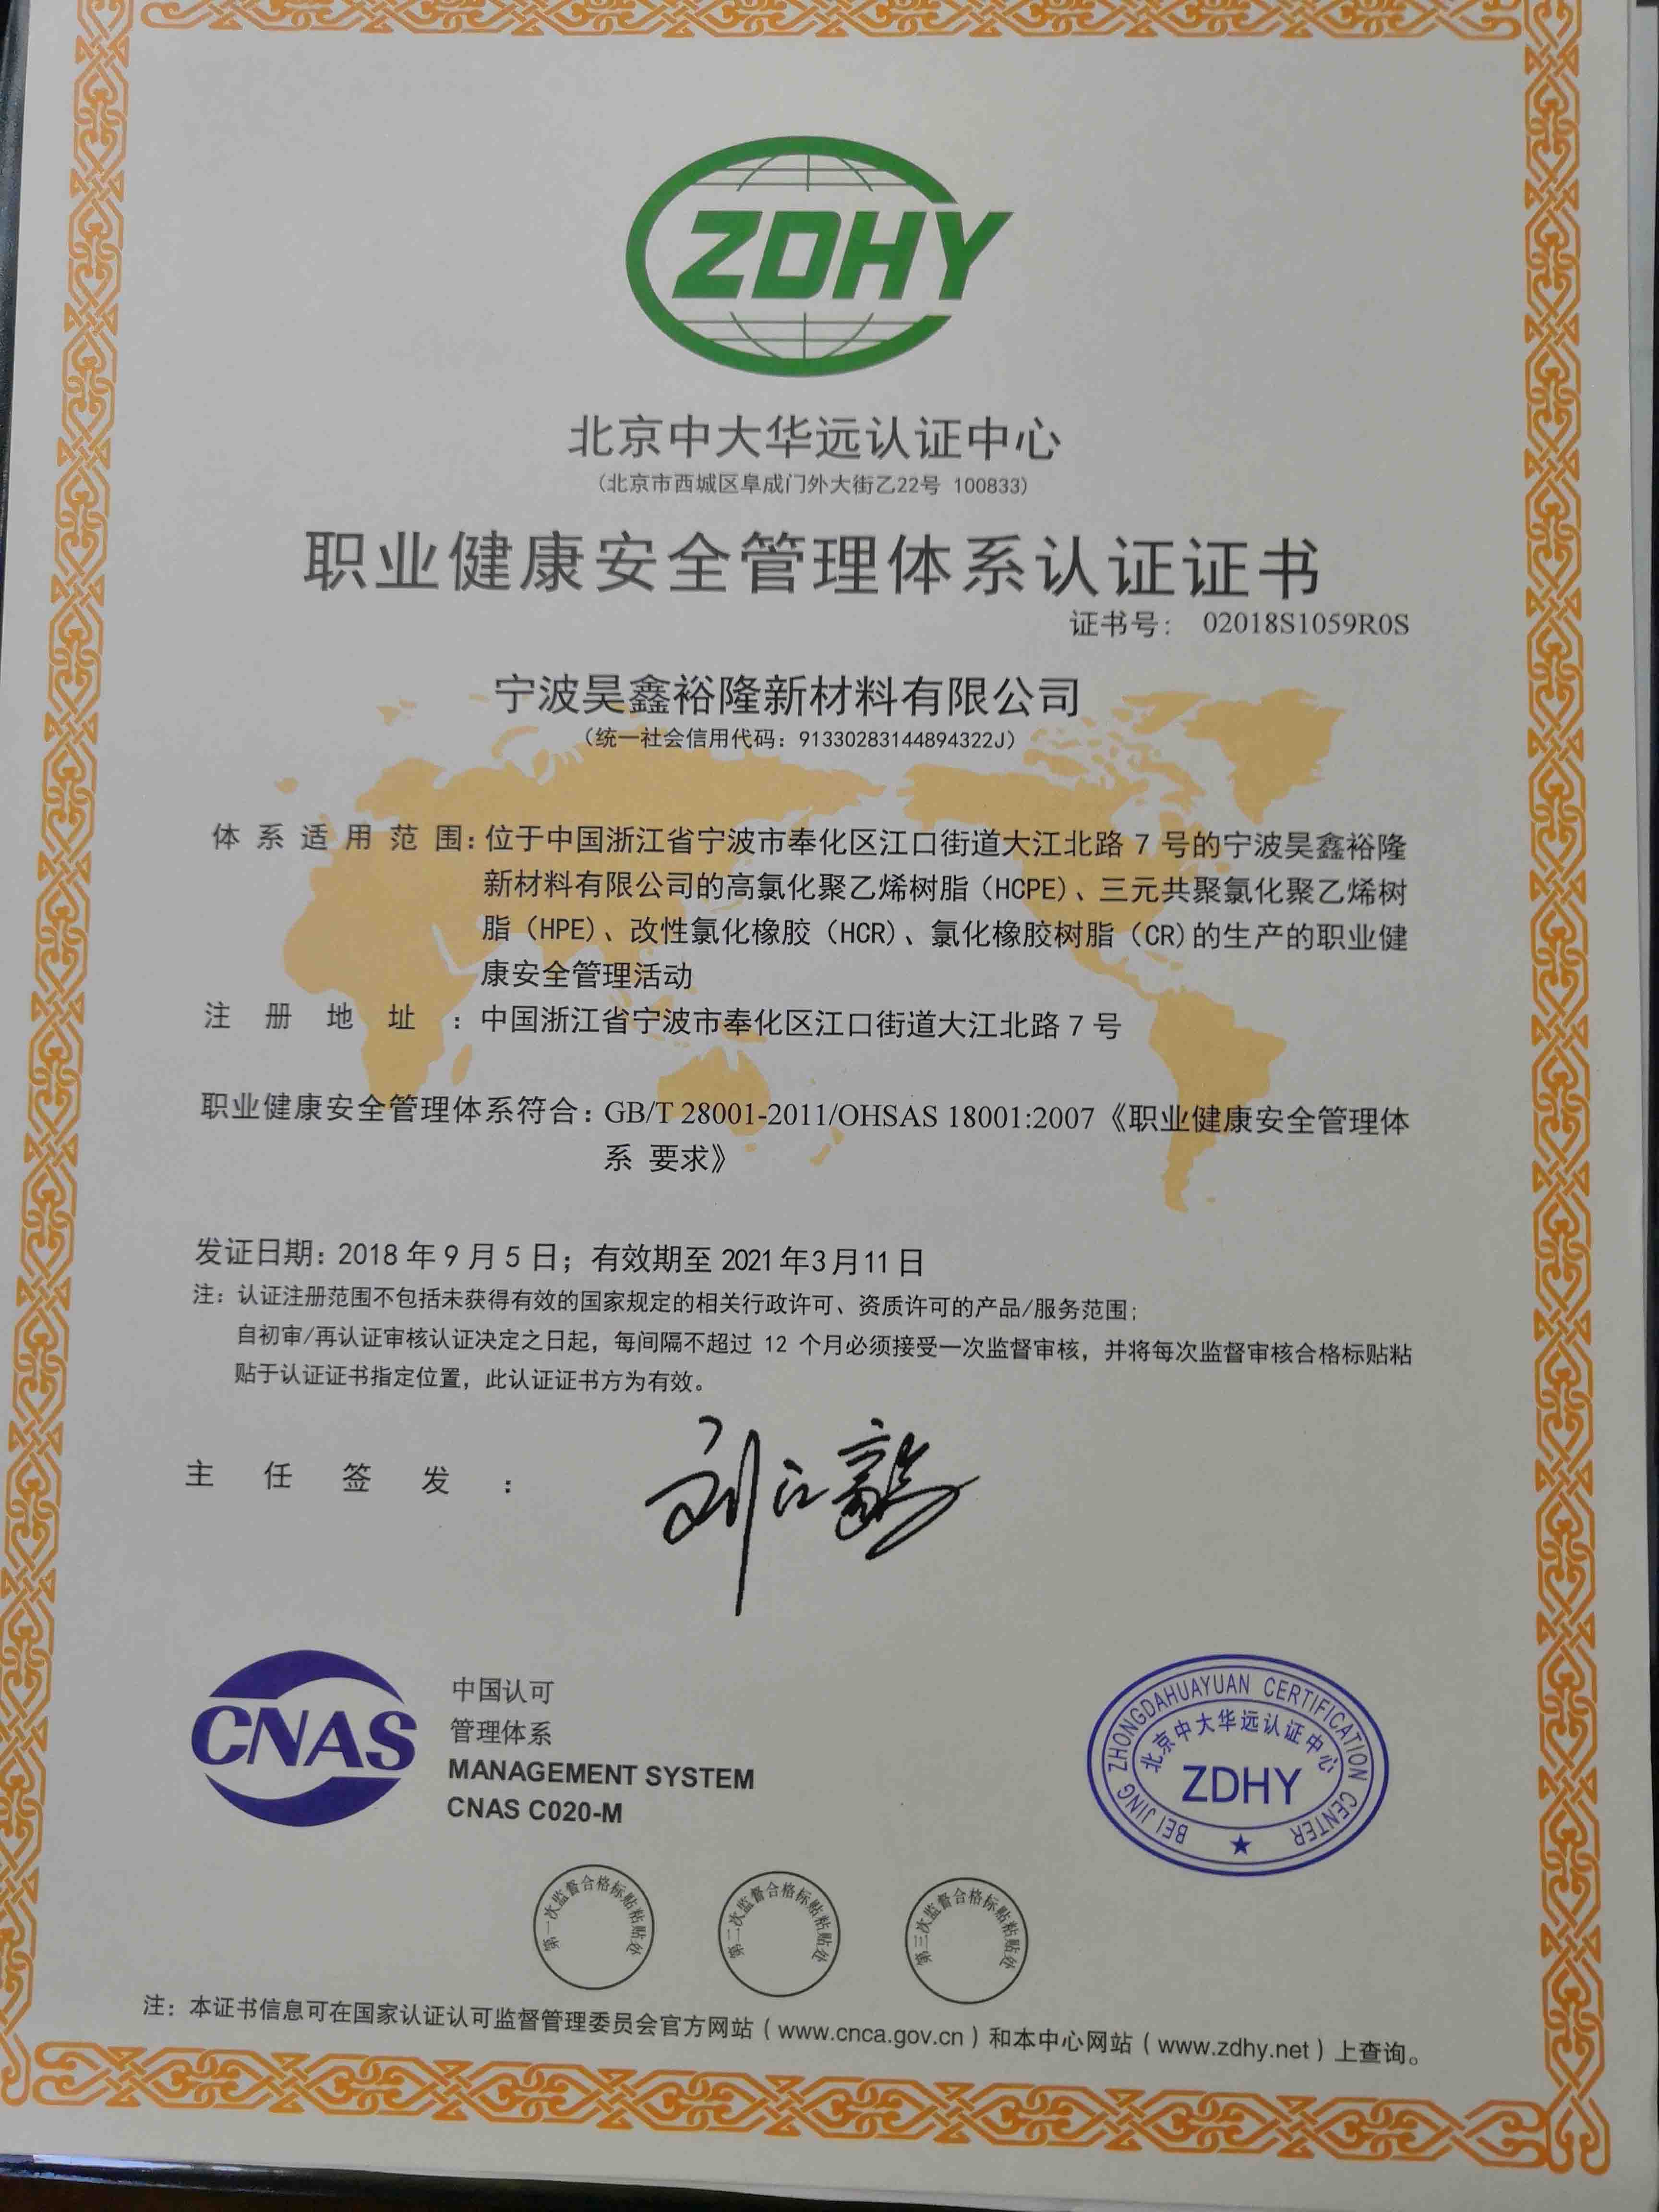 ZDHY
北京中大华远认证中心
(北京市西城区阜成门外大街乙22号 100833)
职业健康安全管理体系认证证书
证书号： 02018S1059R0S
宁波昊鑫裕隆新材料有限公司
（统一社会信用代码：91330283144894322J）
体系适用范围：位于中国浙江省宁波市奉化区江口街道大江北路 7 号的宁波昊鑫裕隆
新材料有限公司的高氯化聚乙烯树脂（HCPE）、三元共聚氯化聚乙烯树
脂（HPE）、改性氯化橡胶（HCR）、氯化橡胶树脂（CR)的生产的职业健
康安全管理活动
注册地址：中国浙江省宁波市奉化区江口街道大江北路 7 号
职业健康安全管理体系符合：GB/T 28001-2011/OHSAS 18001:2007《职业健康安全管理体
系 要求》
发证日期：2018 年 9 月 5 日；有效期至 2021 年3 月11 日
注：认证注册范围不包括未获得有效的国家规定的相关行政许可、资质许可的产品/服务范围；
自初审/再认证审核认证决定之日起，每间隔不超过 12 个月必须接受一次监督审核，并将每次监督审核合格标贴粘
贴于认证证书指定位置，此认证证书方为有效。
主任签发：
CNAS
中国认可
管理体系
MANAGEMENT SYSTEM
CNAS C020-M
BEI JING ZHONGDAHUAYUAN CERTIFICATION CENTER
北京中大华远认证中心
ZDHY
第一次监督合格标贴粘贴处
第二次监督合格标贴粘贴处
第三次监督合格标贴粘贴处
注：本证书信息可在国家认证认可监督管理委员会官方网站（www.cnca.gov.cn）和本中心网站（www.zdhy.net）上查询。